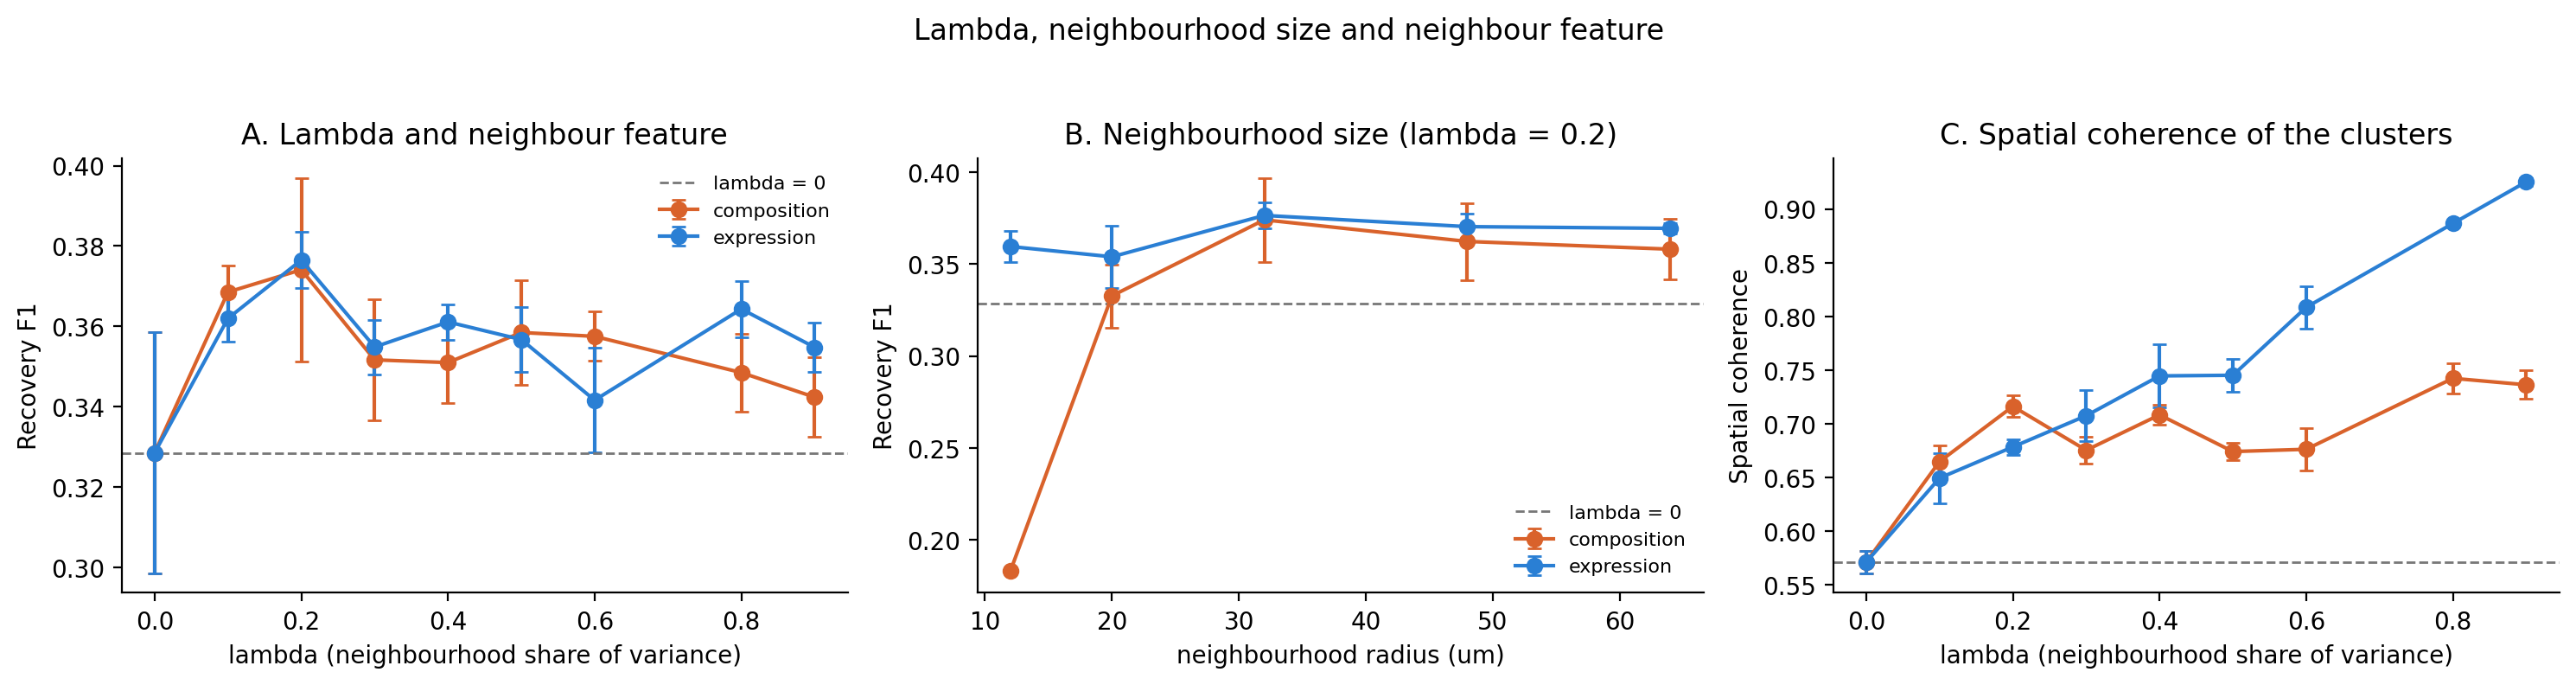 Lambda, neighbourhood size and neighbour feature
A. Lambda and neighbour feature
Recovery F1
0.40
0.38
0.36
0.34
0.32
0.30
lambda = 0
composition
expression
0.0 0.2 0.4 0.6 0.8
lambda (neighbourhood share of variance)
B. Neighbourhood size (lambda = 0.2)
Recovery F1
0.40
0.35
0.30
0.25
0.20
lambda = 0
composition
expression
10 20 30 40 50 60
neighbourhood radius (um)
C. Spatial coherence of the clusters
Spatial coherence
0.90
0.85
0.80
0.75
0.70
0.65
0.60
0.55
0.0 0.2 0.4 0.6 0.8
lambda (neighbourhood share of variance)